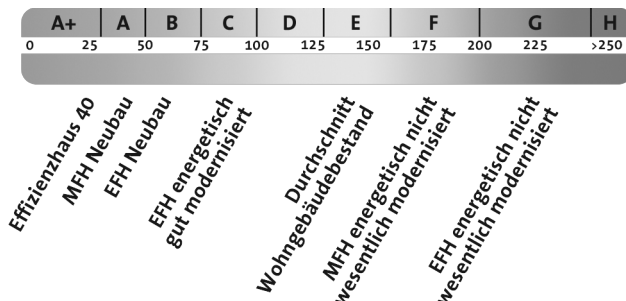 A+ A B C D E F G H
0 25 50 75 100 125 150 175 200 225 >250
Effizienzhaus 40
MFH Neubau
EFH Neubau
EFH energetisch
gut modernisiert
Durchschnitt
Wohngebäudebestand
MFH energetisch nicht
wesentlich modernisiert
EFH energetisch nicht
wesentlich modernisiert